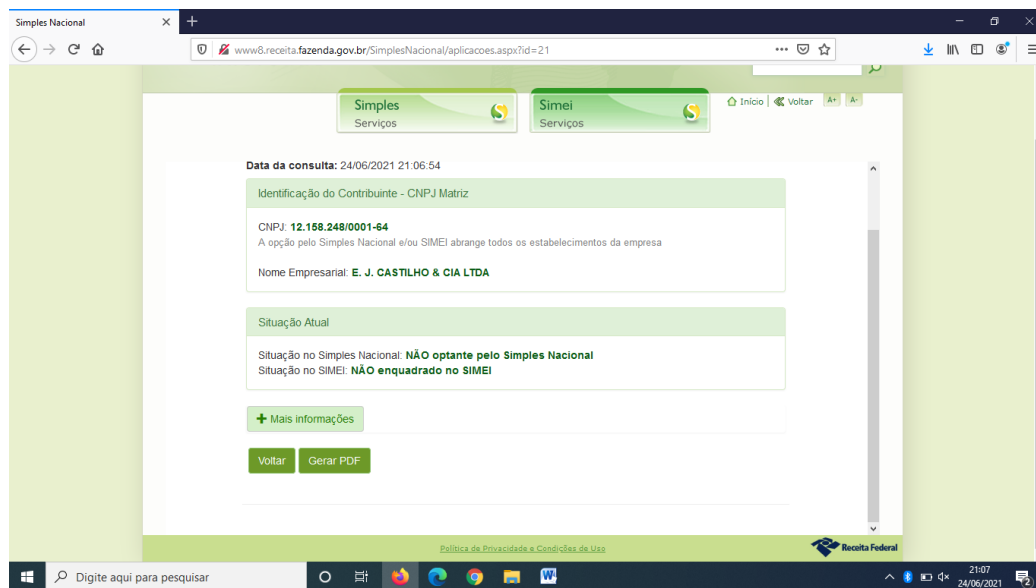 Simples Nacional
www8.receita.fazenda.gov.br/SimplesNacional/aplicacoes.aspx?id=21
Simples
Serviços
Simei
Serviços
Início
Voltar
A+
A-
Data da consulta: 24/06/2021 21:06:54
Identificação do Contribuinte - CNPJ Matriz
CNPJ: 12.158.248/0001-64
A opção pelo Simples Nacional e/ou SIMEI abrange todos os estabelecimentos da empresa
Nome Empresarial: E. J. CASTILHO & CIA LTDA
Situação Atual
Situação no Simples Nacional: NÃO optante pelo Simples Nacional
Situação no SIMEI: NÃO enquadrado no SIMEI
+ Mais informações
Voltar
Gerar PDF
Política de Privacidade e Condições de Uso
Receita Federal
Digite aqui para pesquisar
21:07
24/06/2021
2